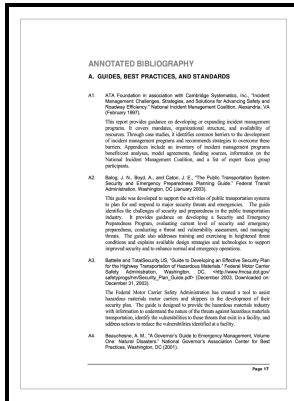 ANNOTATED BIBLIOGRAPHY
A. GUIDES, BEST PRACTICES, AND STANDARDS
A1. ATA Foundation in association with Cambridge Systematics, Inc., "Incident
Management: Challenges, Strategies, and Solutions for Advancing Safety and
Roadway Efficiency." National Incident Management Coalition, Alexandria, VA
(February 1997).
This report provides guidance on developing or expanding incident management
programs. It covers mandates, organizational structure, and availability of
resources. Through case studies, it identifies common barriers to the development
of incident management programs and recommends strategies to overcome these
barriers. Appendices include an inventory of incident management programs
benefit/cost analyses, model agreements, funding sources, information on the
National Incident Management Coalition, and a list of expert focus group
participants.
A2. Balog, J. N., Boyd, A., and Caton, J. E., "The Public Transportation System
Security and Emergency Preparedness Planning Guide." Federal Transit
Administration, Washington, DC (January 2003).
This guide was developed to support the activities of public transportation systems
to plan for and respond to major security threats and emergencies. The guide
identifies the challenges of security and preparedness in the public transportation
industry. It provides guidance on developing a Security and Emergency
Preparedness Program, evaluating current level of security and emergency
preparedness, conducting a threat and vulnerability assessment, and managing
threats. The guide also addresses training and exercising in heightened threat
conditions and explains available design strategies and technologies to support
improved security and to enhance normal and emergency operations.
A3. Battelle and TotalSecurity.US, "Guide to Developing an Effective Security Plan
for the Highway Transportation of Hazardous Materials." Federal Motor Carrier
Safety Administration, Washington, DC. <http://www.fmcsa.dot.gov/
safetyprogs/hm/Security_Plan_Guide.pdf> (December 2003, Downloaded on
December 31, 2003).
The Federal Motor Carrier Safety Administration has created a tool to assist
hazardous materials motor carriers and shippers in the development of their
security plan. The guide is designed to provide the hazardous materials industry
with information to understand the nature of the threats against hazardous materials
transportation, identify the vulnerabilities to those threats that exist in a facility, and
address actions to reduce the vulnerabilities identified at a facility.
A4. Beauchesne, A. M., "A Governor's Guide to Emergency Management, Volume
One: Natural Disasters." National Governor's Association Center for Best
Practices, Washington, DC (2001).
Page 17